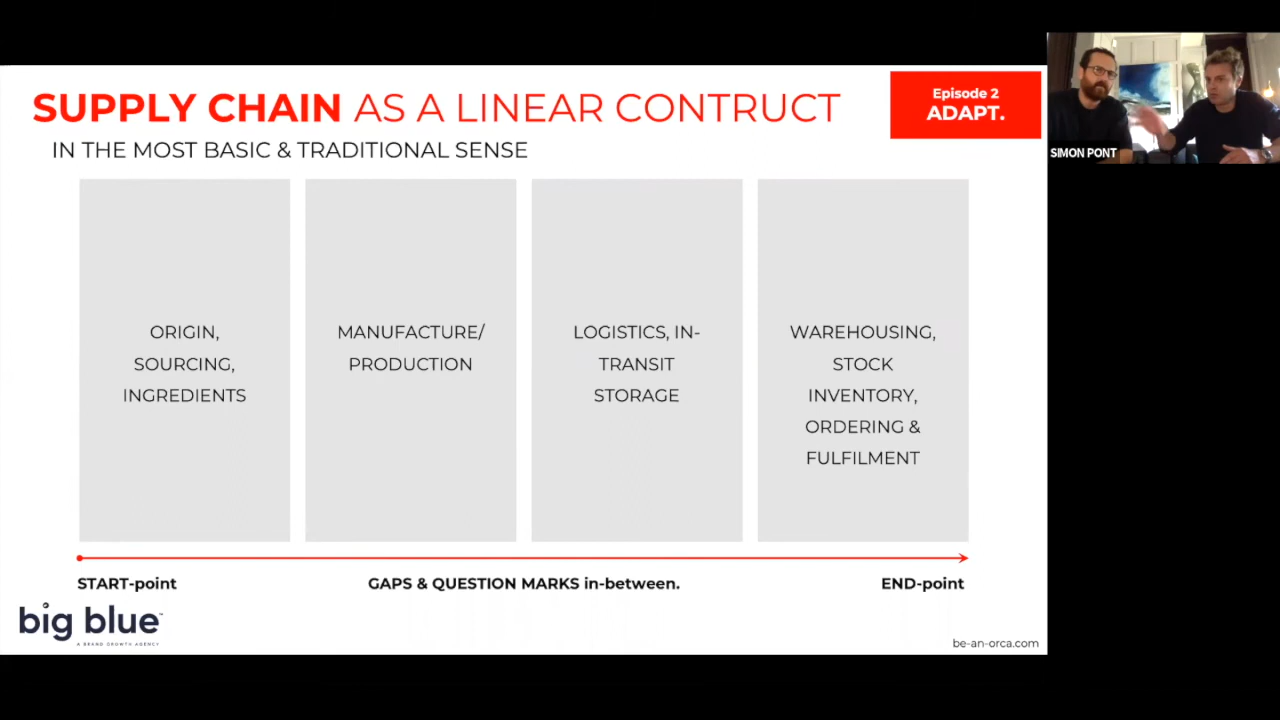 SUPPLY CHAIN AS A LINEAR CONSTRUCT
IN THE MOST BASIC & TRADITIONAL SENSE
Episode 2
ADAPT.
SIMON PONT
ORIGIN,
SOURCING,
INGREDIENTS
MANUFACTURE/
PRODUCTION
LOGISTICS, IN-
TRANSIT
STORAGE
WAREHOUSING,
STOCK
INVENTORY,
ORDERING &
FULFILMENT
START-point
GAPS & QUESTION MARKS in-between.
END-point
big blue™
A BRAND GROWTH AGENCY
be-an-orca.com